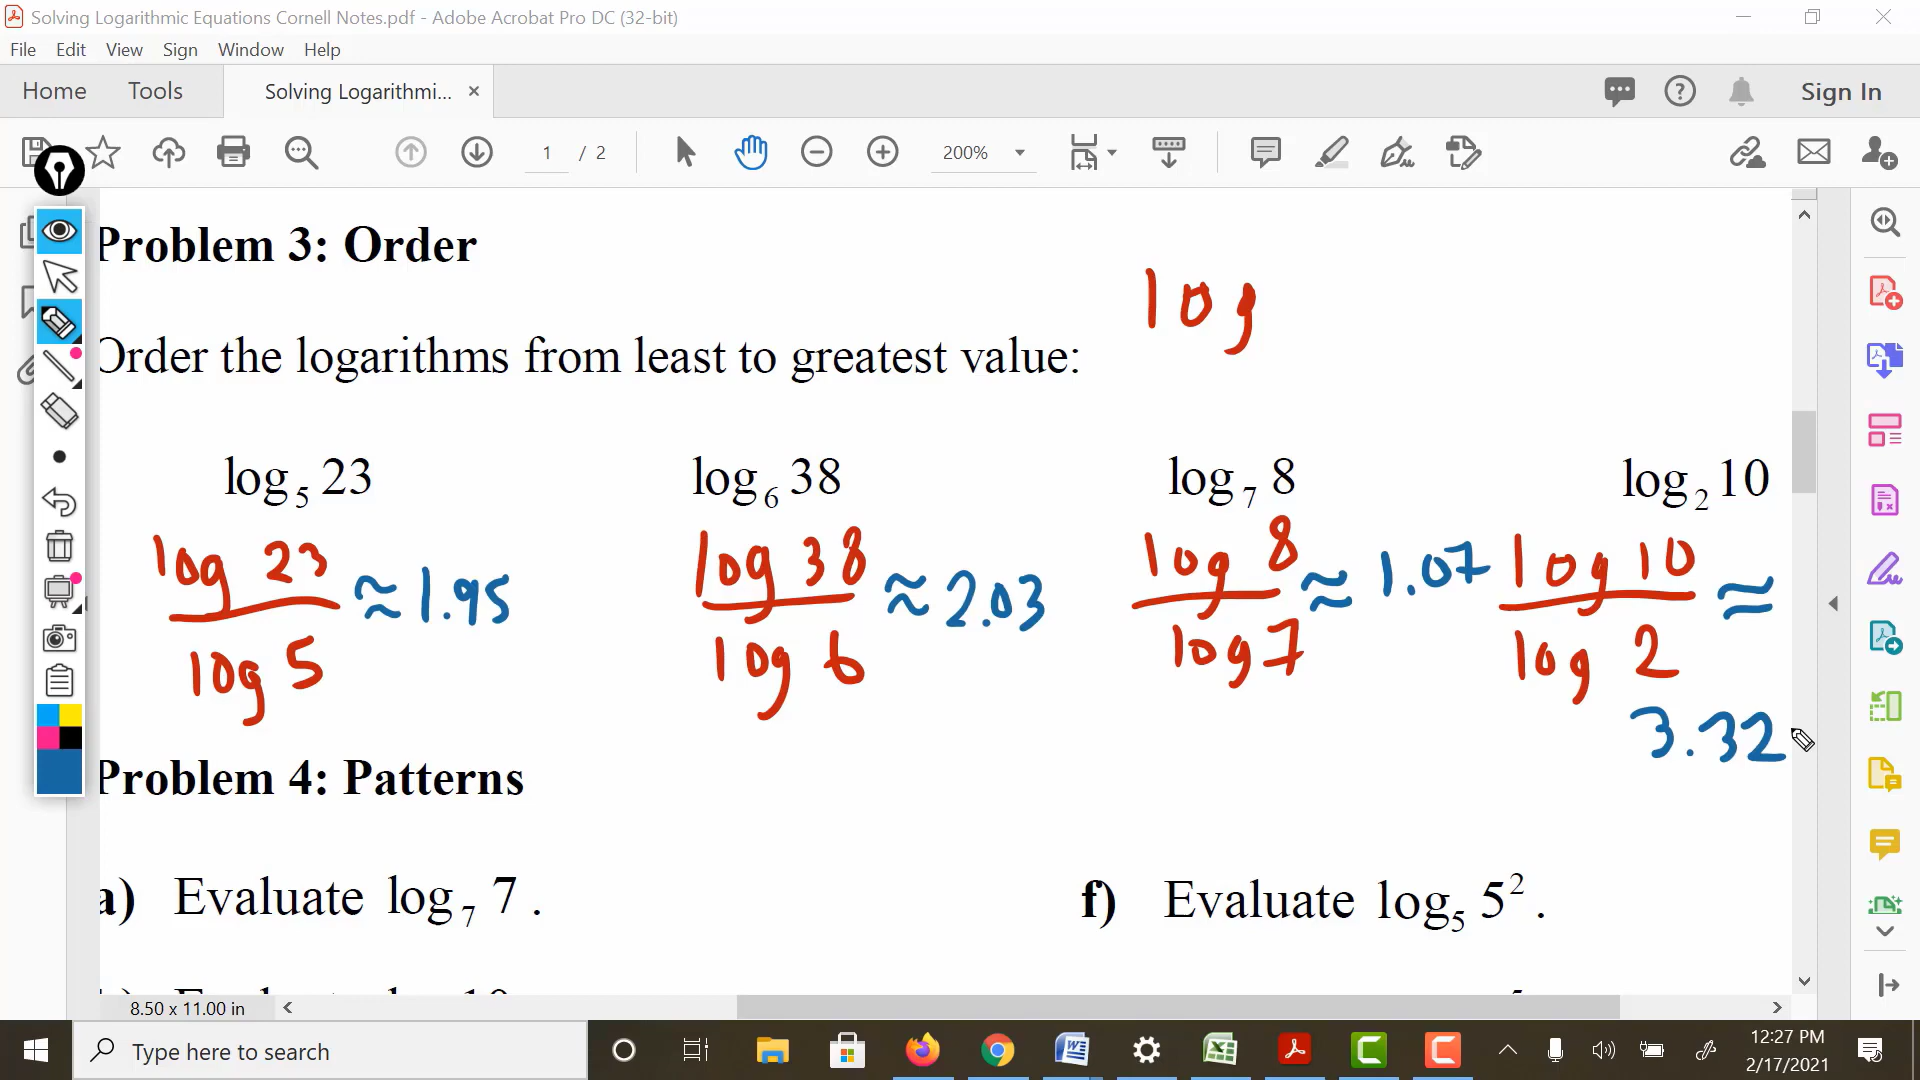 Solving Logarithmic Equations Cornell Notes.pdf - Adobe Acrobat Pro DC (32-bit)
File Edit View Sign Window Help
Home Tools Solving Logarithmi... × Sign In
1 / 2 200%
Problem 3: Order
log
Order the logarithms from least to greatest value:
log₅ 23 log₆ 38 log₇ 8 log₂ 10
log 23 / log 5 ≈ 1.95 log 38 / log 6 ≈ 2.03 log 8 / log 7 ≈ 1.07 log 10 / log 2 ≈
3.32
Problem 4: Patterns
a) Evaluate log₇ 7 . f) Evaluate log₅ 5² .
8.50 x 11.00 in
Type here to search
12:27 PM
2/17/2021